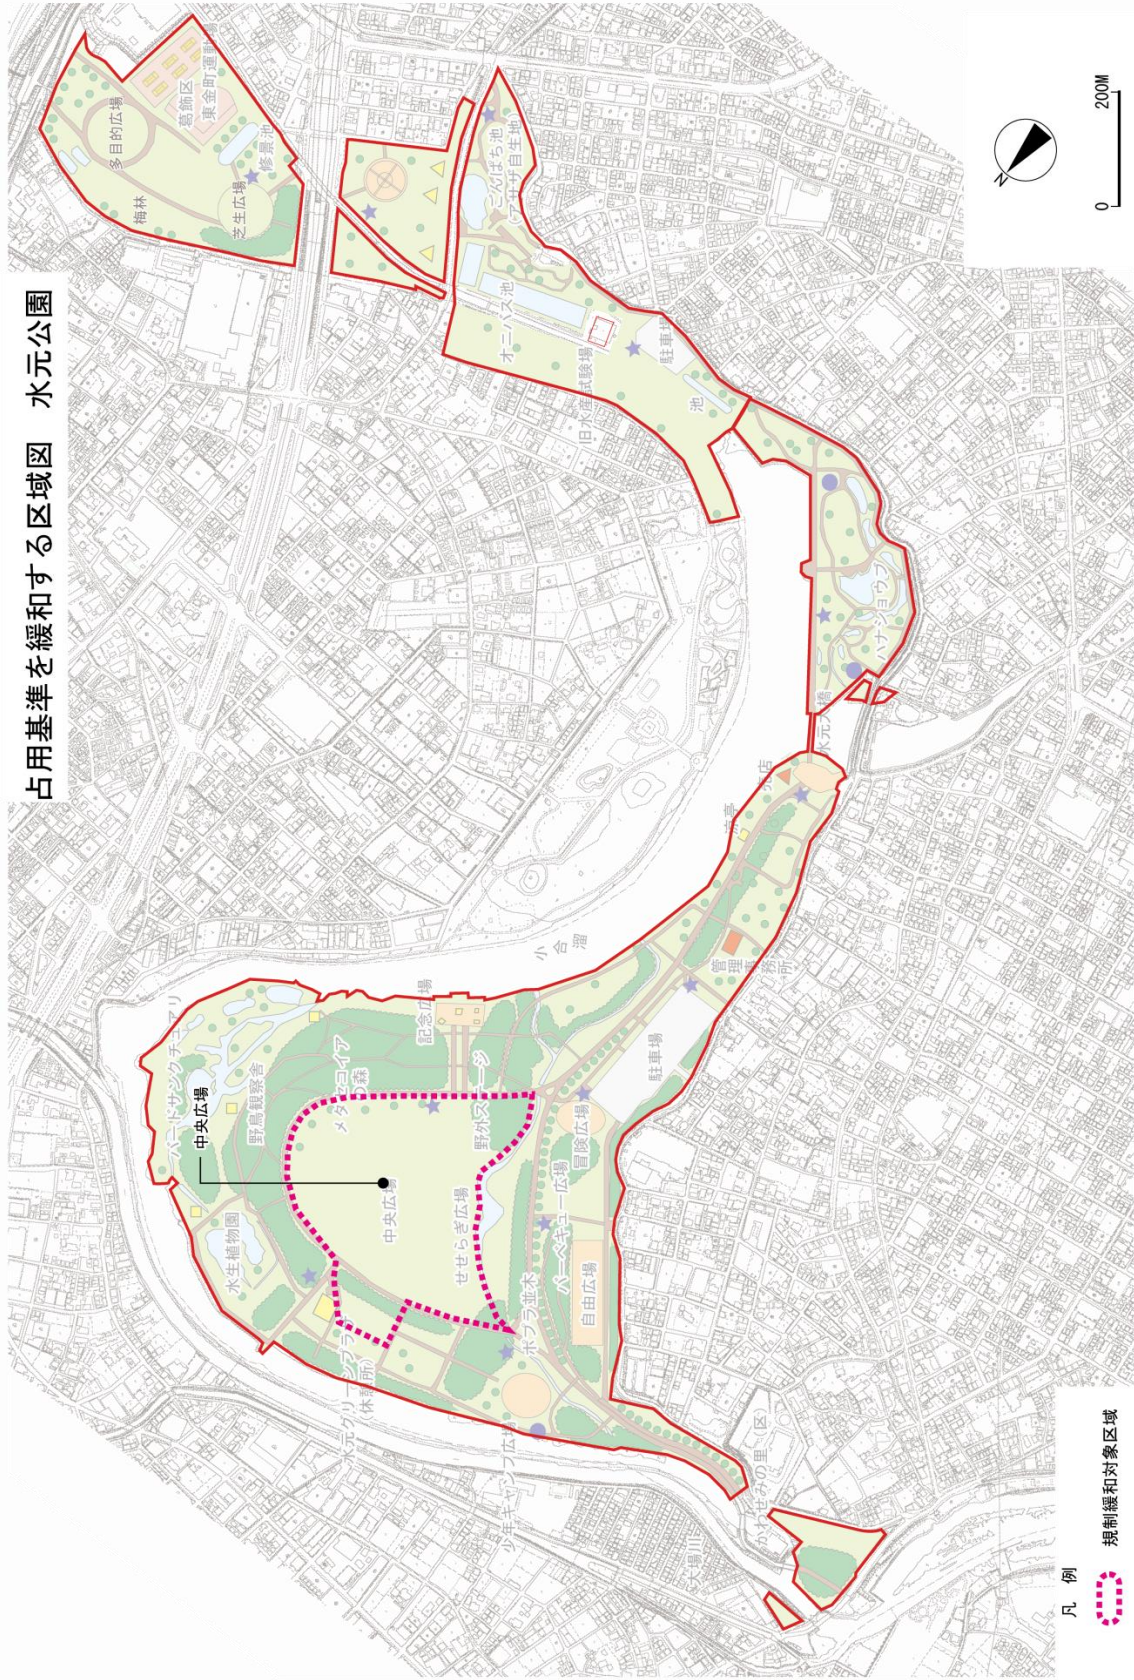 占用基準を緩和する区域図　水元公園
多目的広場
葛飾区
東金町運動
梅林
芝生広場
修景池
ごんぱち池
(アサザ自生地)
オニバス池
旧水産試験場
駐車場
池
ハナショウブ
水元大橋
売店
涼亭
小合溜
管理事務所
駐車場
バードサンクチュアリ
野鳥観察舎
中央広場
メタセコイア
の森
記念広場
野外ステージ
水生植物園
中央広場
せせらぎ広場
冒険広場
バーベキュー広場
ポプラ並木
自由広場
水元グリーンプラザ
(休憩所)
少年キャンプ広場
かわせみの里(区)
大場川
N
0
200M
凡　例
規制緩和対象区域